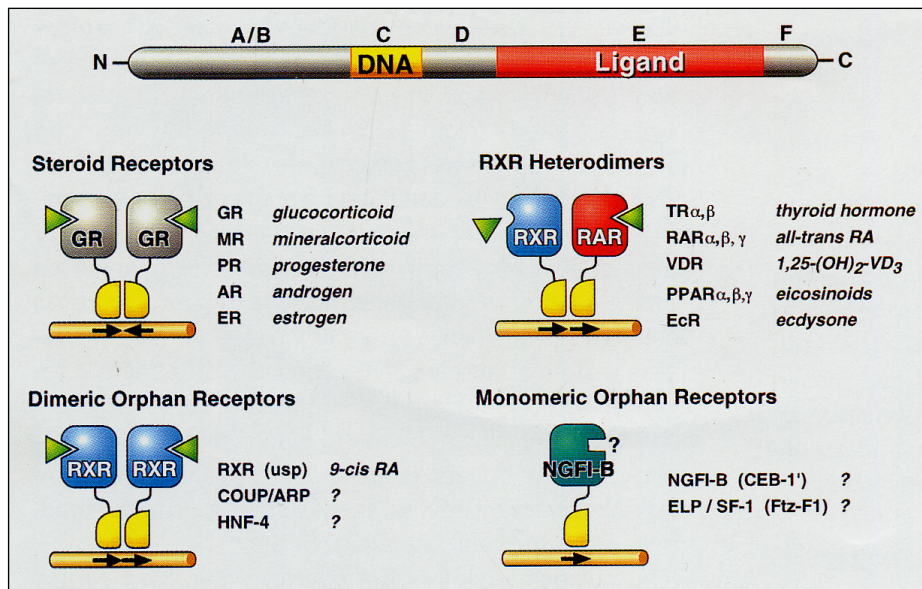 A/B C D E F
N DNA Ligand C
Steroid Receptors
GR GR
GR glucocorticoid
MR mineralcorticoid
PR progesterone
AR androgen
ER estrogen
RXR Heterodimers
RXR RAR
TRα,β thyroid hormone
RARα,β, γ all-trans RA
VDR 1,25-(OH)2-VD3
PPARα,β,γ eicosinoids
EcR ecdysone
Dimeric Orphan Receptors
RXR RXR
RXR (usp) 9-cis RA
COUP/ARP ?
HNF-4 ?
Monomeric Orphan Receptors
?
NGFI-B
NGFI-B (CEB-1') ?
ELP / SF-1 (Ftz-F1) ?